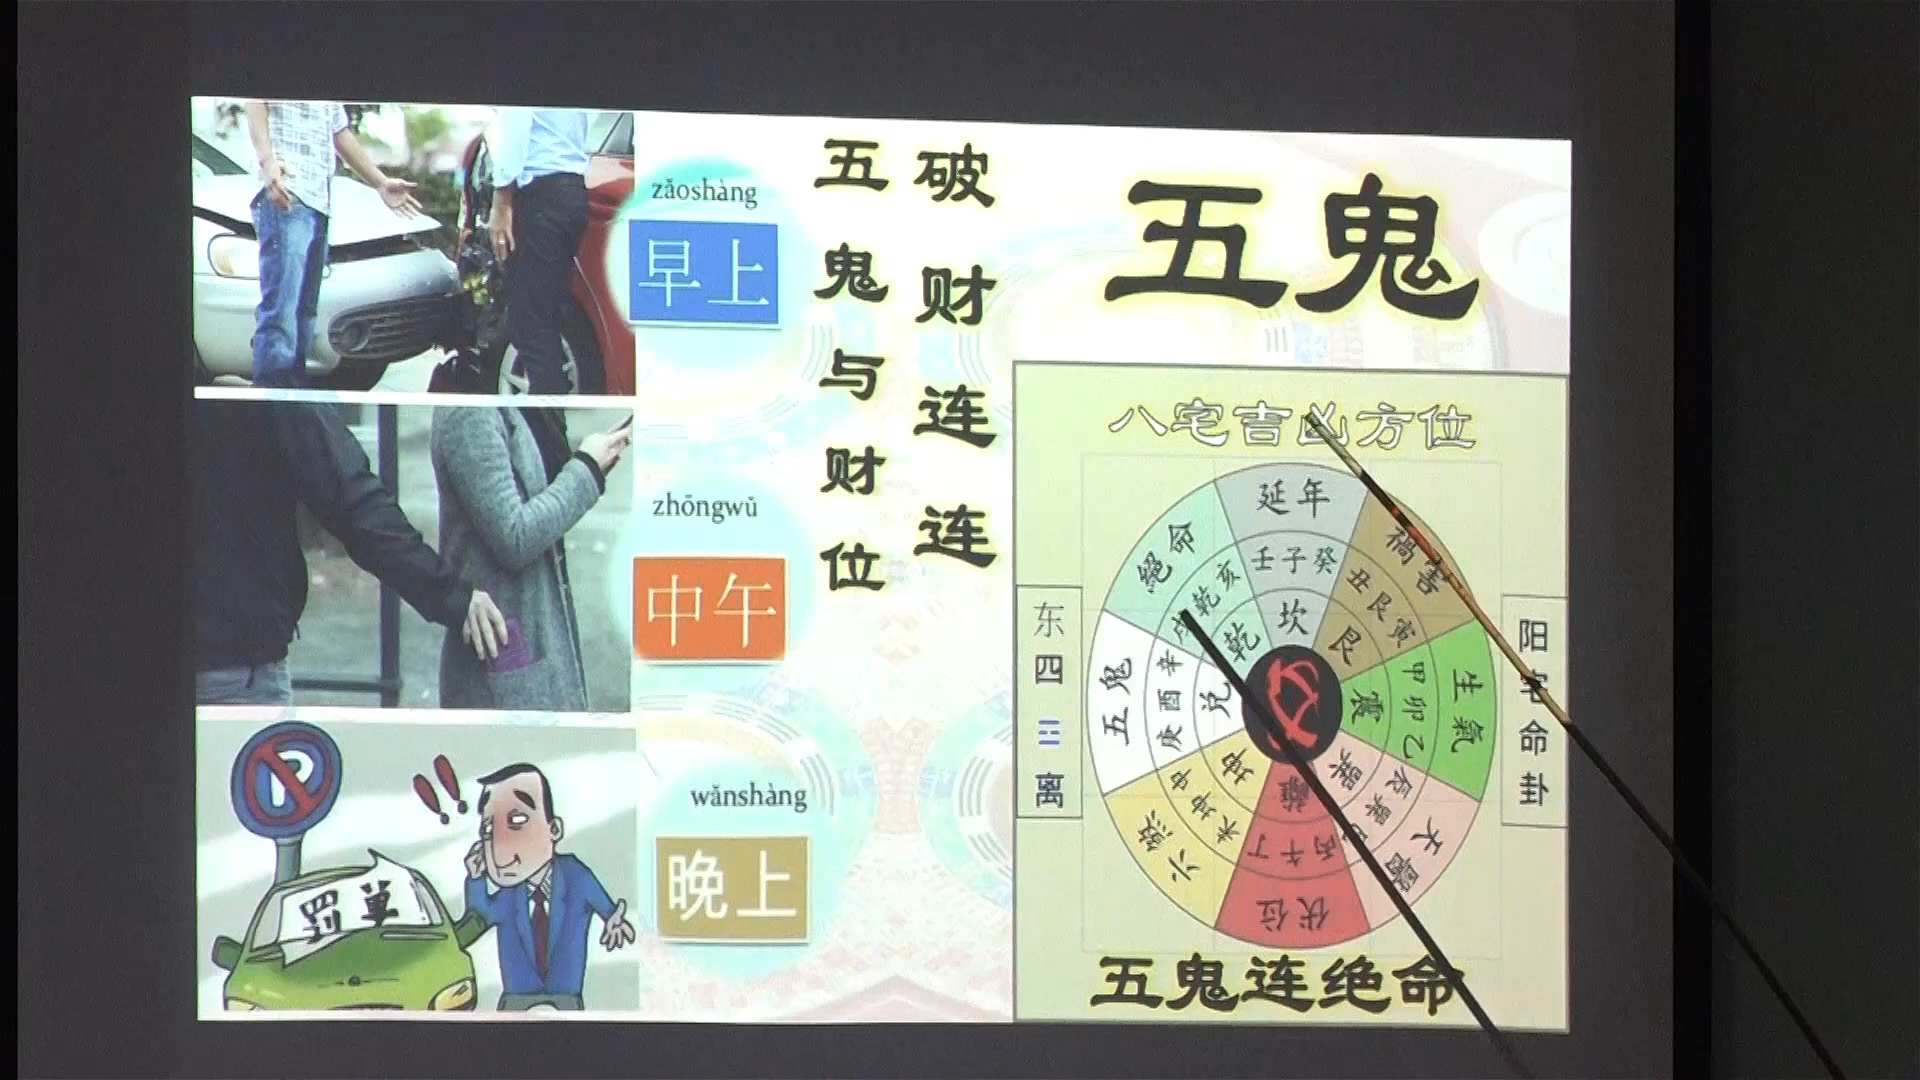 zǎoshàng
早上
zhōngwǔ
中午
wǎnshàng
晚上
罚单
破财连连
五鬼与财位
五鬼
八宅吉凶方位
东四 离
阳宅命卦
延年
壬子癸
坎
禍害
丑艮寅
艮
生氣
甲卯乙
震
大醫
辰巽巳
巽
伏位
丙午丁
離
六煞
未坤申
坤
五鬼
庚酉辛
兑
絕命
戌乾亥
乾
五鬼连绝命